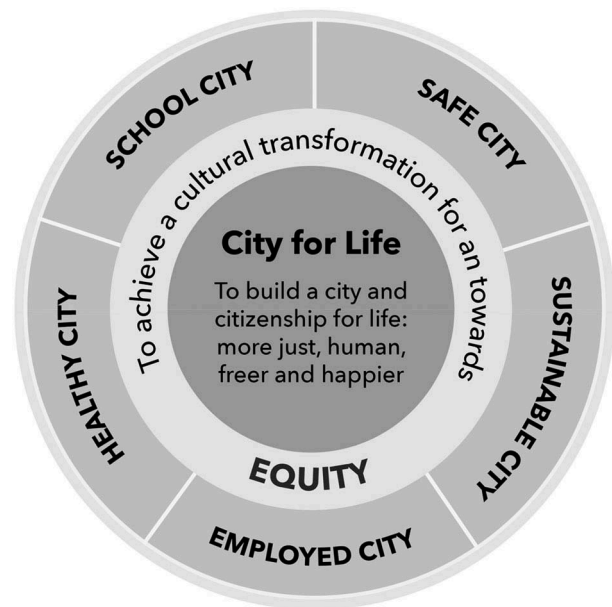 SCHOOL CITY
SAFE CITY
To achieve a cultural transformation for an towards
City for Life
To build a city and
citizenship for life:
more just, human,
freer and happier
HEALTHY CITY
SUSTAINABLE CITY
EQUITY
EMPLOYED CITY